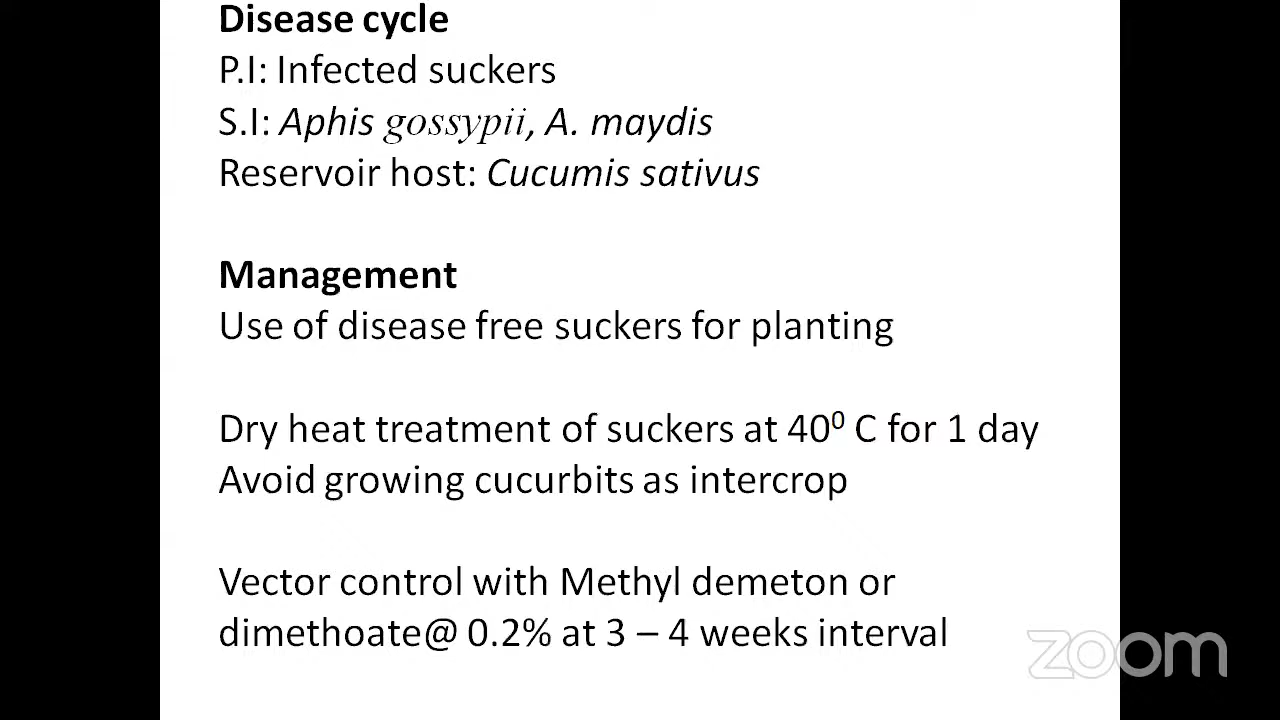 Disease cycle
P.I: Infected suckers
S.I: Aphis gossypii, A. maydis
Reservoir host: Cucumis sativus
Management
Use of disease free suckers for planting
Dry heat treatment of suckers at 40⁰ C for 1 day
Avoid growing cucurbits as intercrop
Vector control with Methyl demeton or
dimethoate@ 0.2% at 3 – 4 weeks interval
zoom